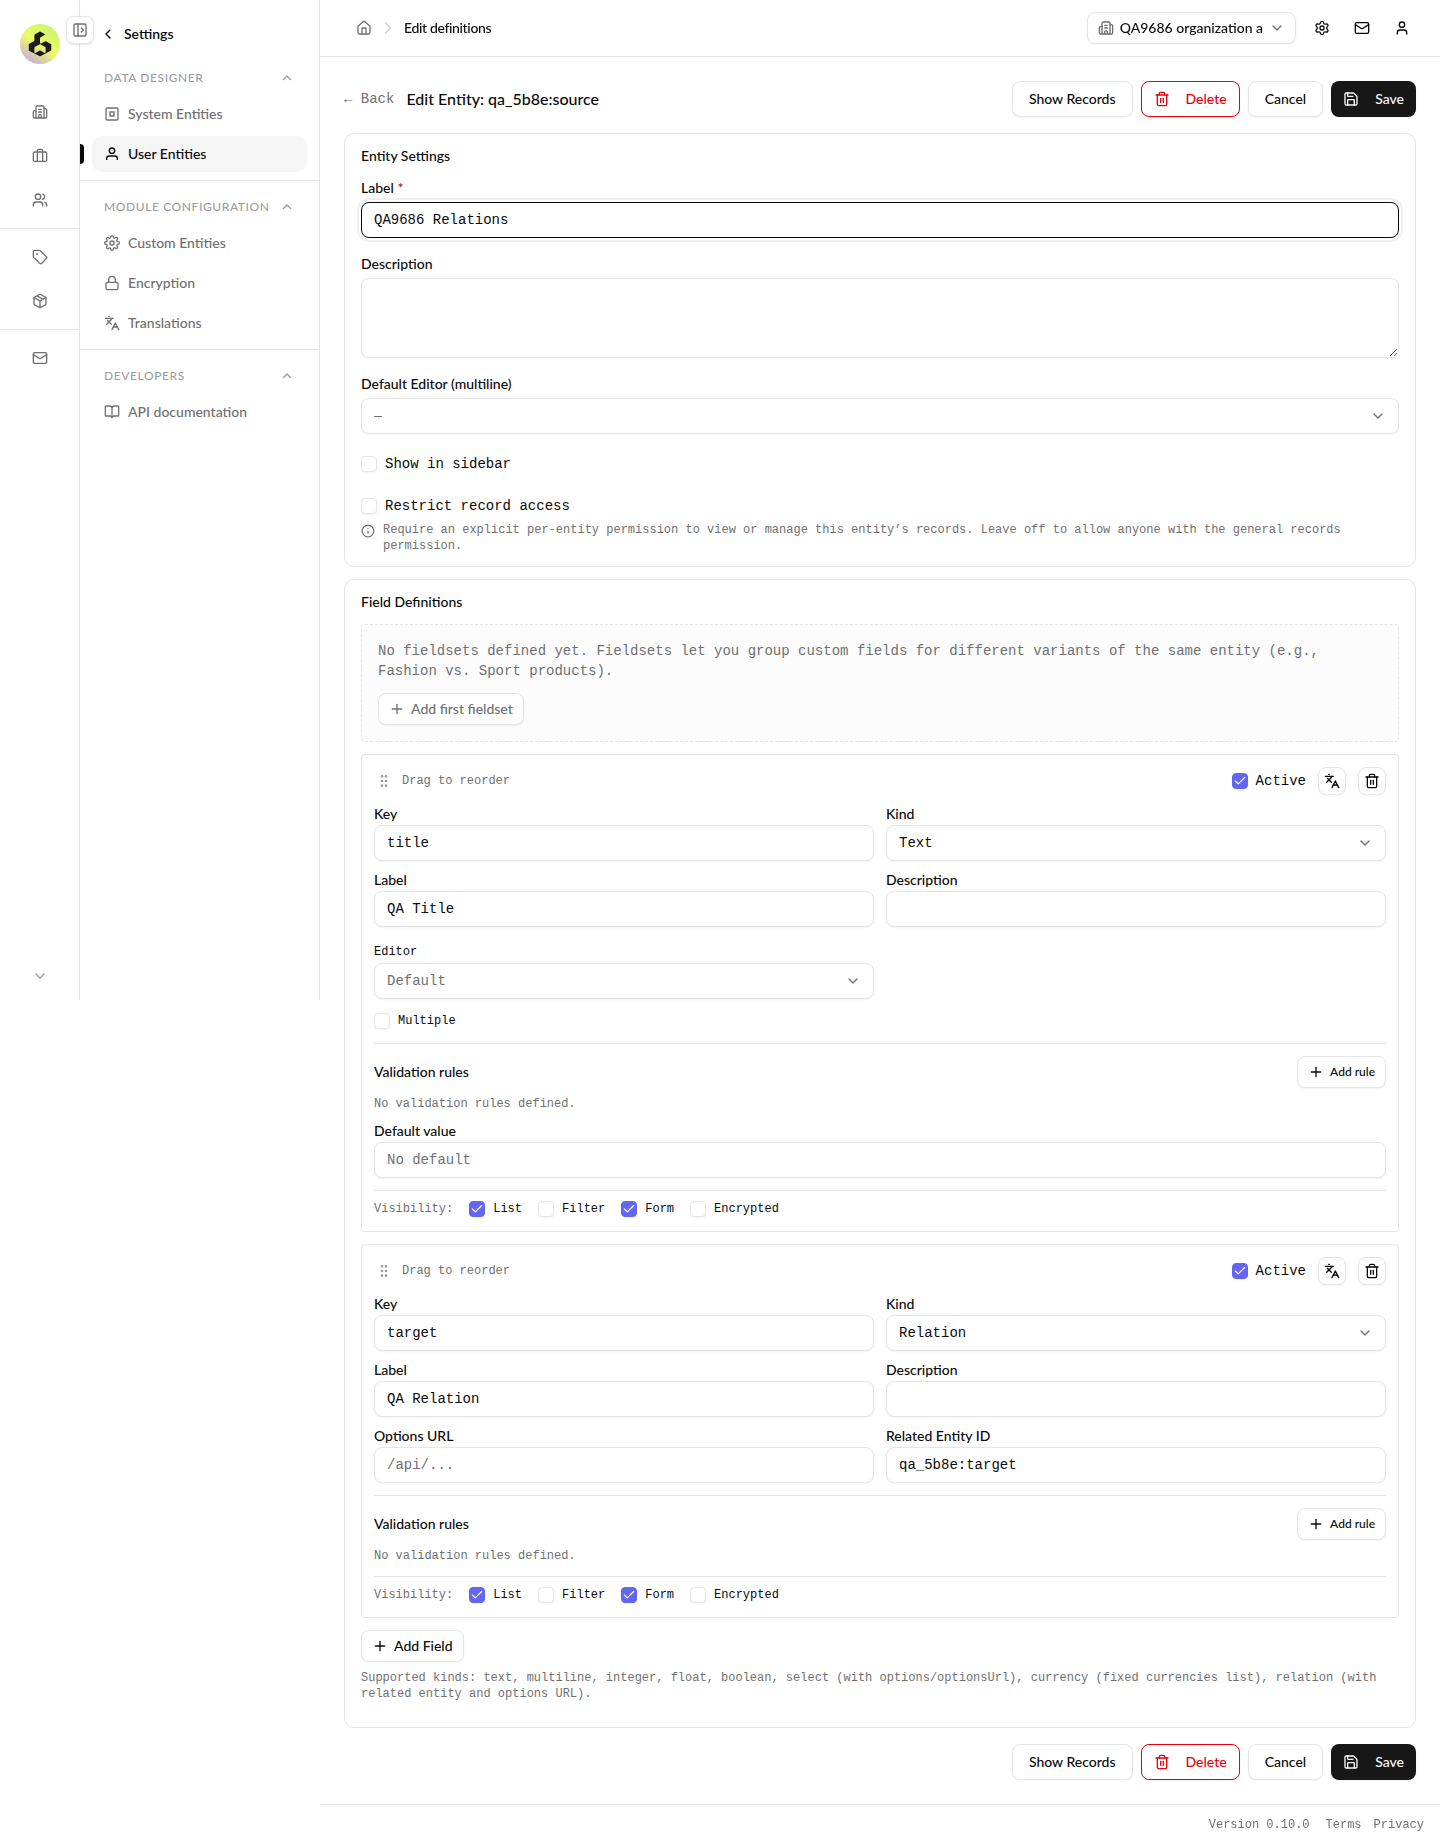 Settings
DATA DESIGNER
System Entities
User Entities
MODULE CONFIGURATION
Custom Entities
Encryption
Translations
DEVELOPERS
API documentation
Edit definitions
QA9686 organization a
← Back Edit Entity: qa_5b8e:source
Show Records Delete Cancel Save
Entity Settings
Label *
QA9686 Relations
Description
Default Editor (multiline)
—
Show in sidebar
Restrict record access
Require an explicit per-entity permission to view or manage this entity’s records. Leave off to allow anyone with the general records
permission.
Field Definitions
No fieldsets defined yet. Fieldsets let you group custom fields for different variants of the same entity (e.g.,
Fashion vs. Sport products).
Add first fieldset
Drag to reorder Active
Key Kind
title Text
Label Description
QA Title
Editor
Default
Multiple
Validation rules Add rule
No validation rules defined.
Default value
No default
Visibility: List Filter Form Encrypted
Drag to reorder Active
Key Kind
target Relation
Label Description
QA Relation
Options URL Related Entity ID
/api/... qa_5b8e:target
Validation rules Add rule
No validation rules defined.
Visibility: List Filter Form Encrypted
Add Field
Supported kinds: text, multiline, integer, float, boolean, select (with options/optionsUrl), currency (fixed currencies list), relation (with
related entity and options URL).
Show Records Delete Cancel Save
Version 0.10.0 Terms Privacy